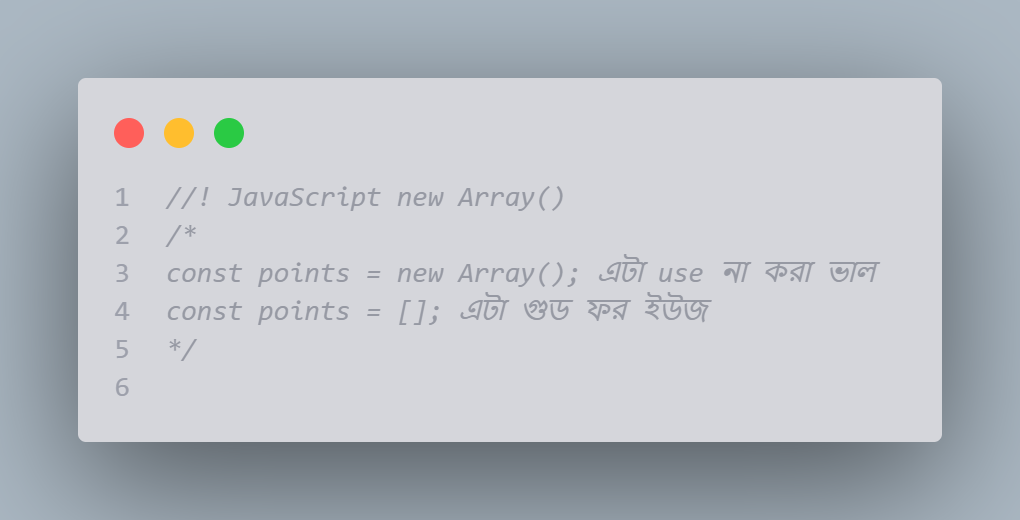 1 //! JavaScript new Array()
2 /*
3 const points = new Array(); এটা use না করা ভাল
4 const points = []; এটা গুড ফর ইউজ
5 */
6